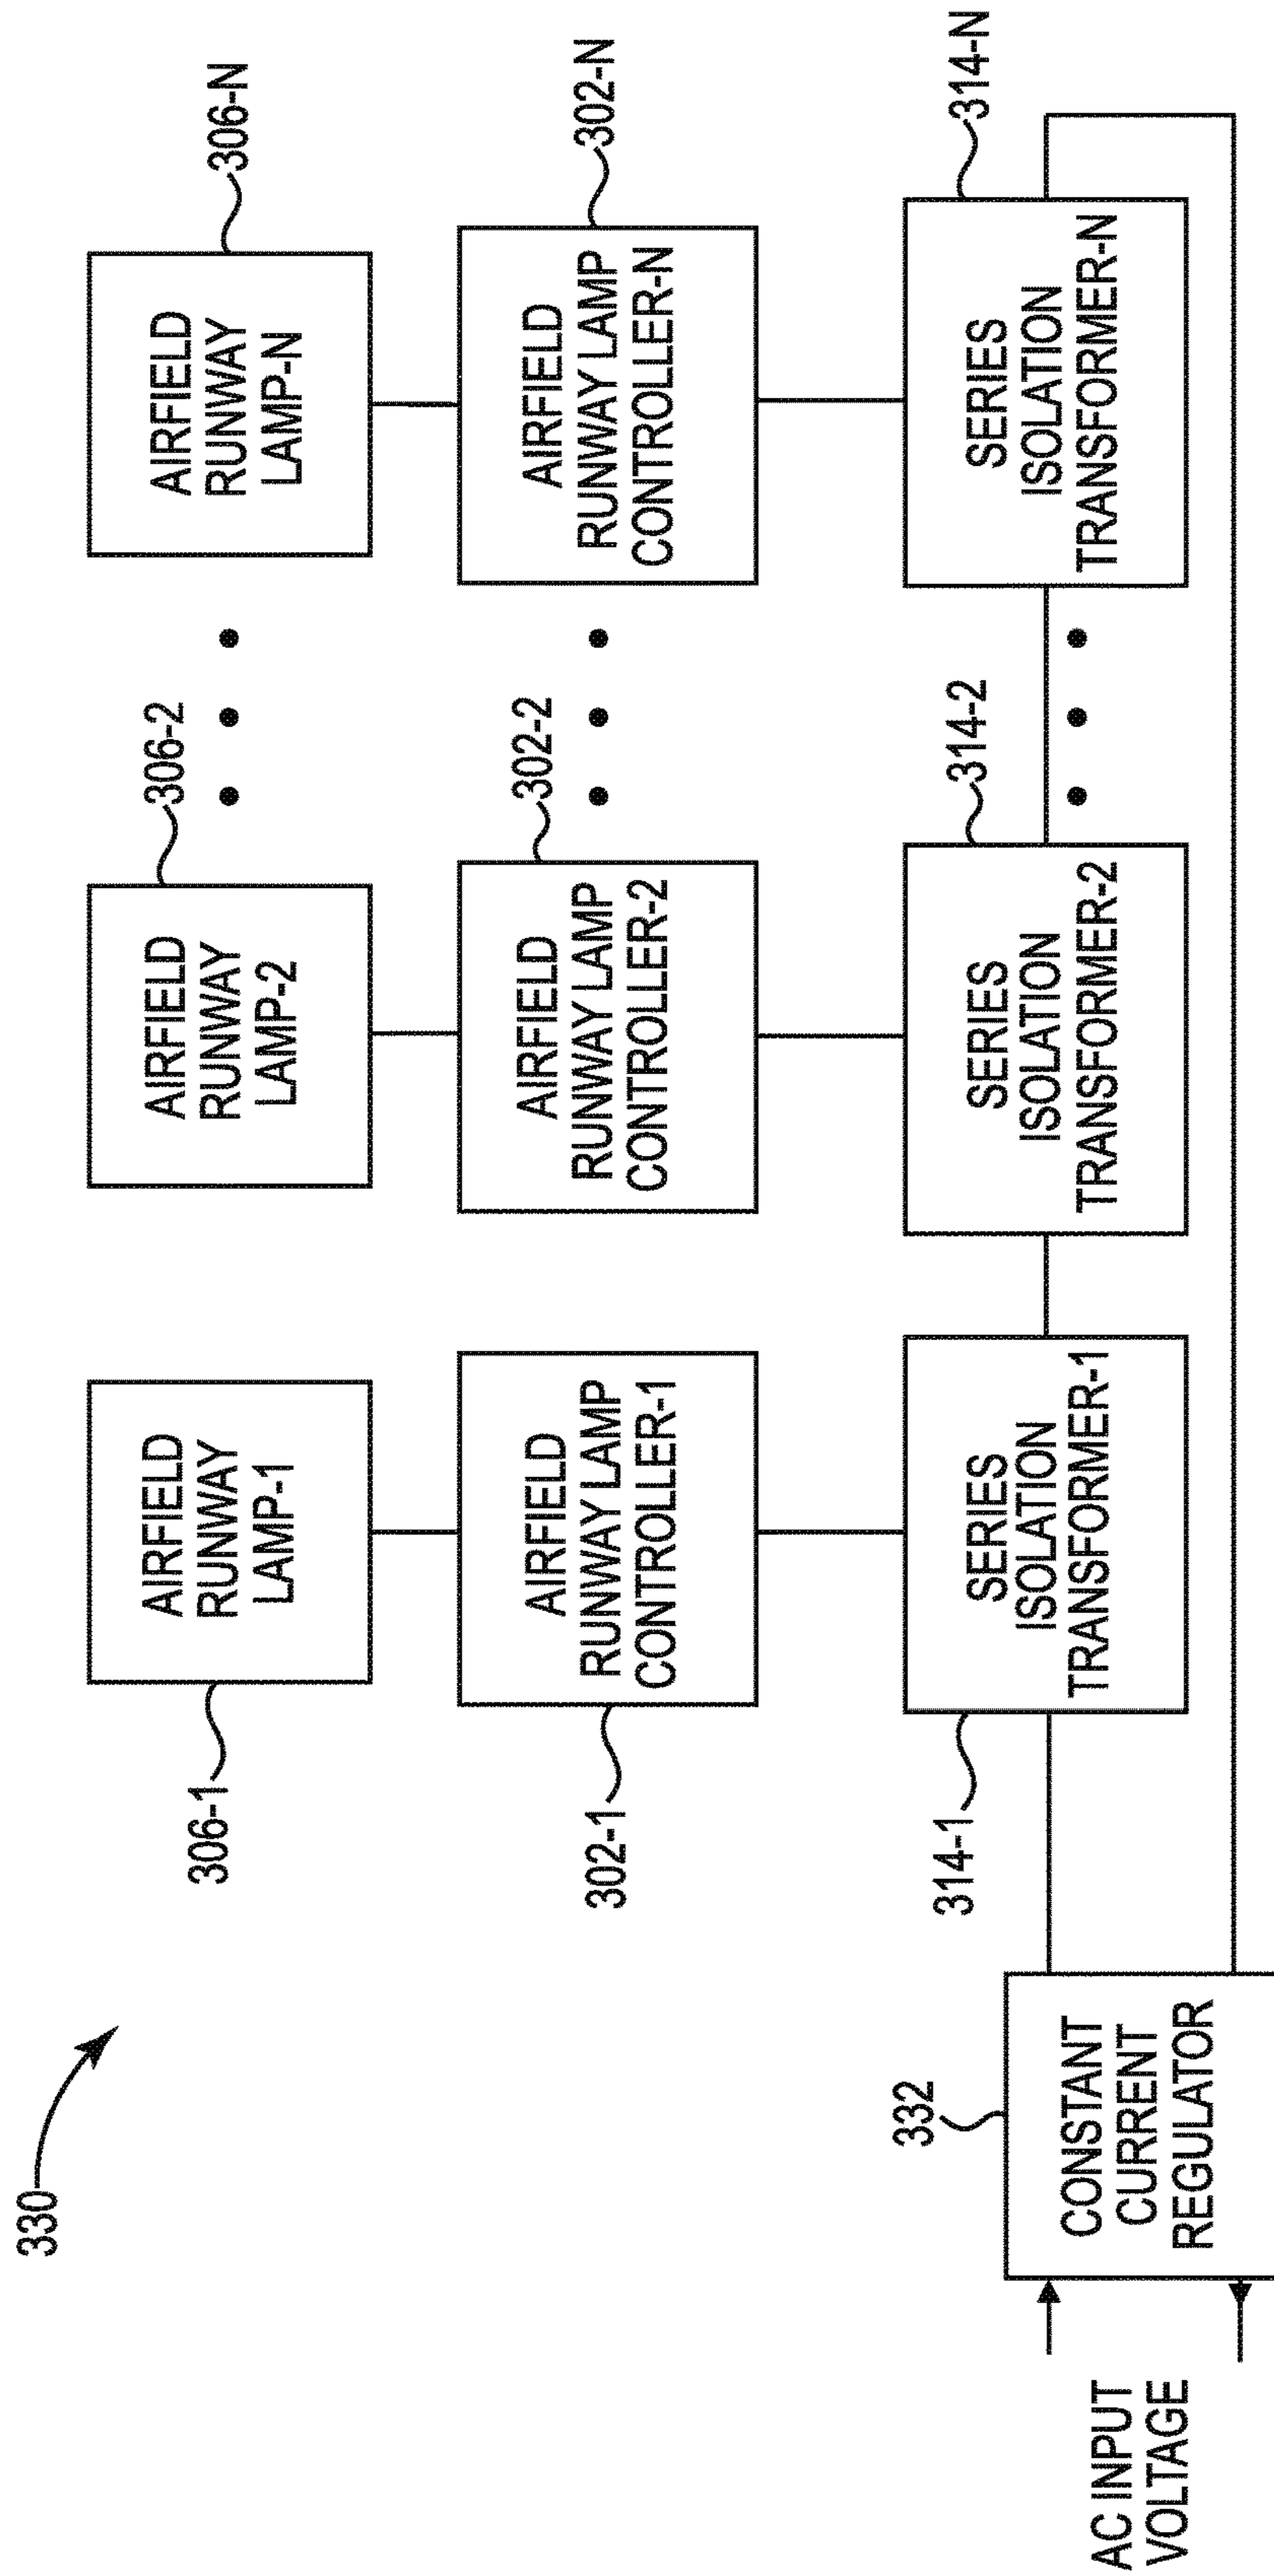 330
306-1
AIRFIELD
RUNWAY
LAMP-1
306-2
AIRFIELD
RUNWAY
LAMP-2
306-N
AIRFIELD
RUNWAY
LAMP-N
302-1
AIRFIELD
RUNWAY LAMP
CONTROLLER-1
302-2
AIRFIELD
RUNWAY LAMP
CONTROLLER-2
302-N
AIRFIELD
RUNWAY LAMP
CONTROLLER-N
314-1
SERIES
ISOLATION
TRANSFORMER-1
314-2
SERIES
ISOLATION
TRANSFORMER-2
314-N
SERIES
ISOLATION
TRANSFORMER-N
332
CONSTANT
CURRENT
REGULATOR
AC INPUT
VOLTAGE